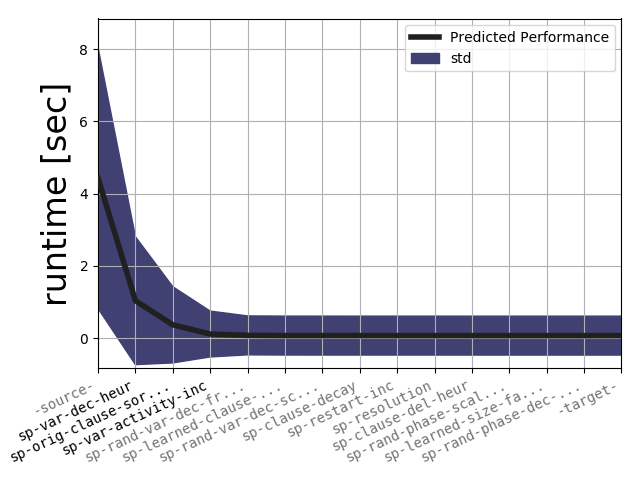 Predicted Performance
std
8
6
4
2
0
runtime [sec]
-source-
sp-var-dec-heur
sp-orig-clause-sor...
sp-var-activity-inc
sp-rand-var-dec-fr...
sp-learned-clause-...
sp-rand-var-dec-sc...
sp-clause-decay
sp-restart-inc
sp-resolution
sp-clause-del-heur
sp-rand-phase-scal...
sp-learned-size-fa...
sp-rand-phase-dec-...
-target-